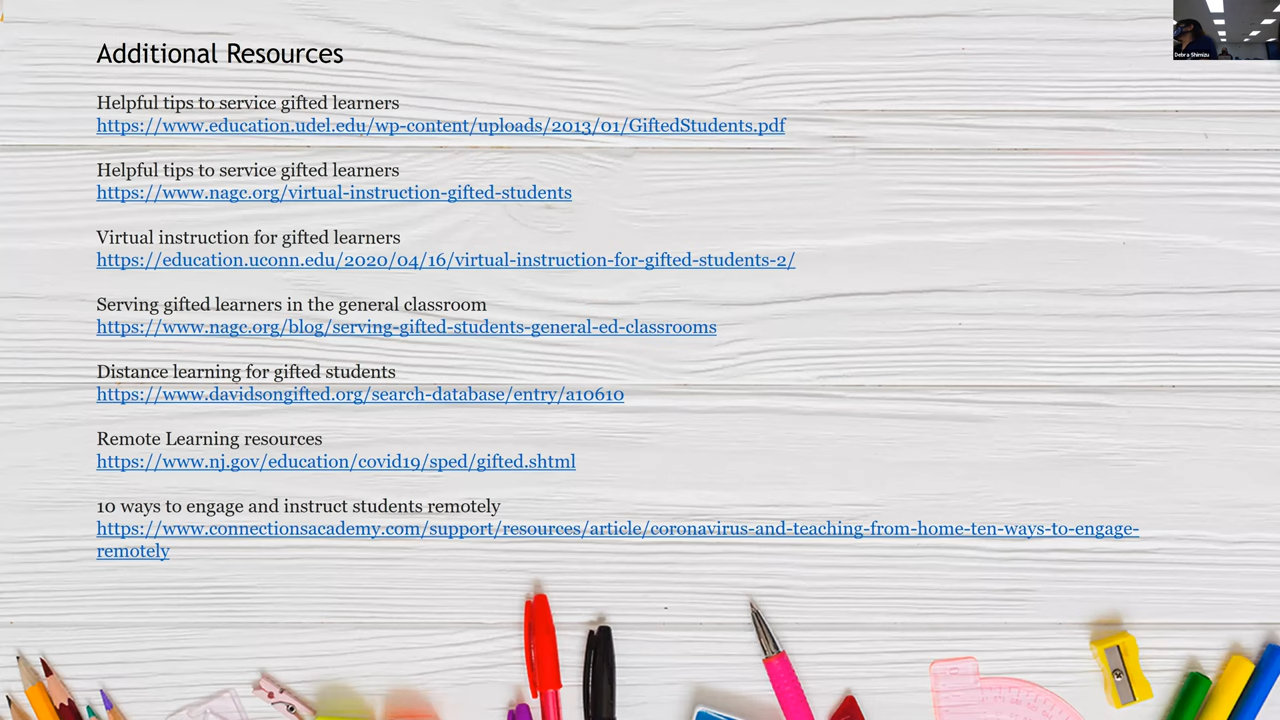 Additional Resources
Debra Shimizu
Helpful tips to service gifted learners
https://www.education.udel.edu/wp-content/uploads/2013/01/GiftedStudents.pdf
Helpful tips to service gifted learners
https://www.nagc.org/virtual-instruction-gifted-students
Virtual instruction for gifted learners
https://education.uconn.edu/2020/04/16/virtual-instruction-for-gifted-students-2/
Serving gifted learners in the general classroom
https://www.nagc.org/blog/serving-gifted-students-general-ed-classrooms
Distance learning for gifted students
https://www.davidsongifted.org/search-database/entry/a10610
Remote Learning resources
https://www.nj.gov/education/covid19/sped/gifted.shtml
10 ways to engage and instruct students remotely
https://www.connectionsacademy.com/support/resources/article/coronavirus-and-teaching-from-home-ten-ways-to-engage-
remotely